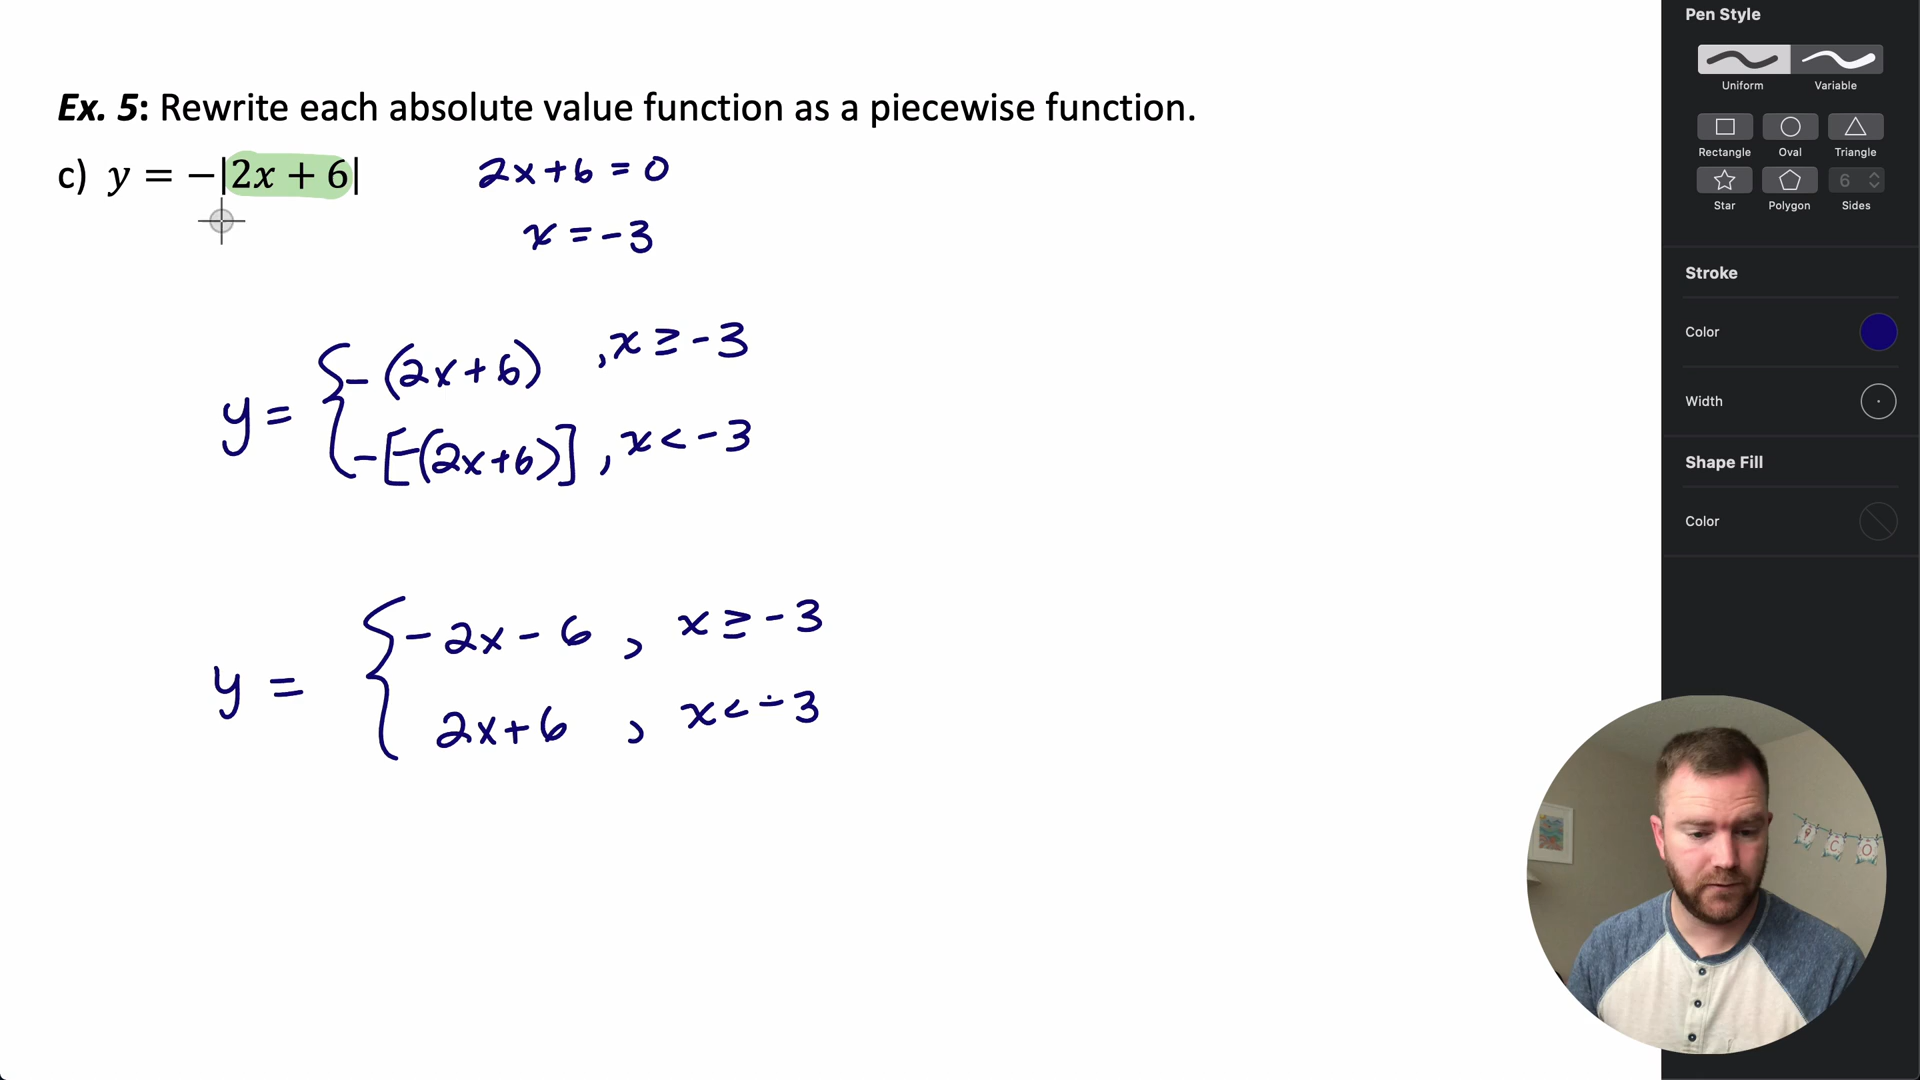 Ex. 5: Rewrite each absolute value function as a piecewise function.
c) y = −|2x + 6|
2x+6 = 0
x = -3
y = { -(2x+6) , x ≥ -3
-[-(2x+6)] , x < -3
y = { -2x - 6 , x ≥ -3
2x+6 , x < -3
Pen Style
Uniform Variable
Rectangle Oval Triangle
6
Star Polygon Sides
Stroke
Color
Width
Shape Fill
Color
P C O